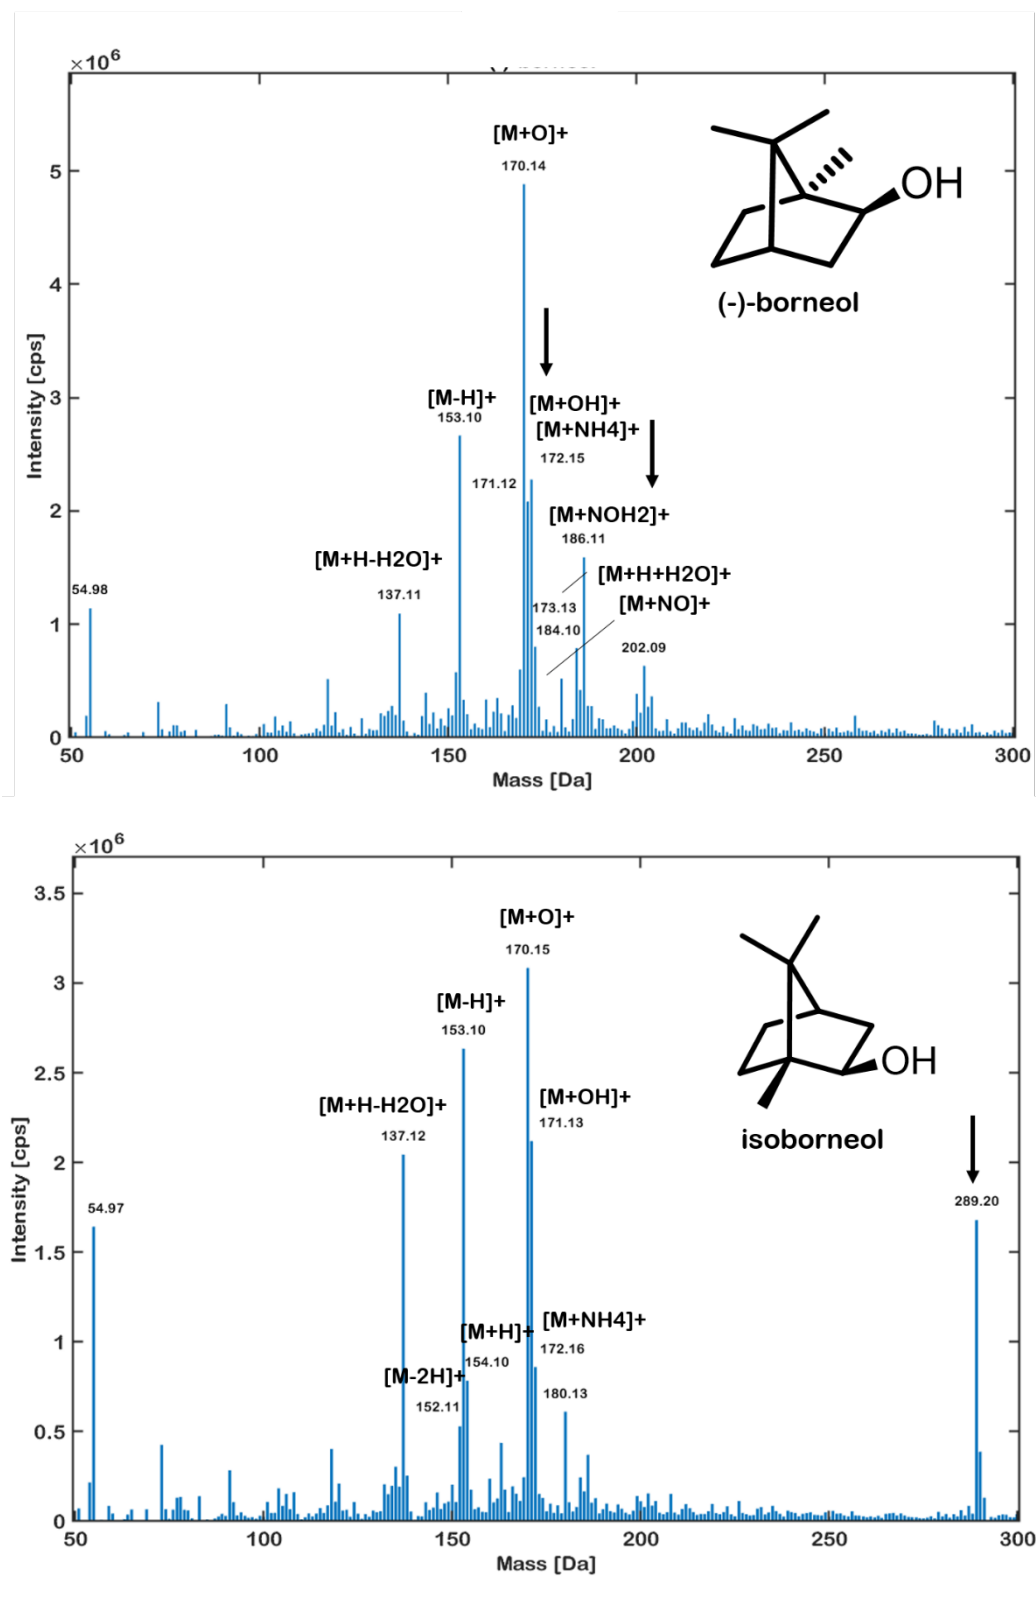 ×10⁶
[M+O]+
170.14
OH
(-)-borneol
[M-H]+
153.10
[M+OH]+
[M+NH4]+
172.15
171.12
[M+NOH2]+
186.11
[M+H-H2O]+
137.11
54.98
[M+H+H2O]+
173.13
[M+NO]+
184.10
202.09
5
4
3
2
1
0
Intensity [cps]
50
100
150
200
250
300
Mass [Da]
×10⁶
[M+O]+
170.15
[M-H]+
153.10
OH
isoborneol
[M+H-H2O]+
137.12
[M+OH]+
171.13
54.97
289.20
[M+H]+
154.10
[M+NH4]+
172.16
[M-2H]+
152.11
180.13
3.5
3
2.5
2
1.5
1
0.5
0
Intensity [cps]
50
100
150
200
250
300
Mass [Da]